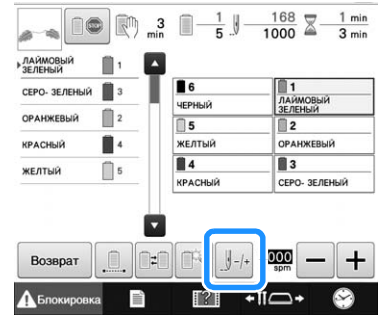 3 min
1/5
168/1000
1 min
3 min
ЛАЙМОВЫЙ ЗЕЛЕНЫЙ 1
СЕРО- ЗЕЛЕНЫЙ 3
ОРАНЖЕВЫЙ 2
КРАСНЫЙ 4
ЖЕЛТЫЙ 5
6
ЧЕРНЫЙ
1
ЛАЙМОВЫЙ
ЗЕЛЕНЫЙ
5
ЖЕЛТЫЙ
2
ОРАНЖЕВЫЙ
4
КРАСНЫЙ
3
СЕРО- ЗЕЛЕНЫЙ
Возврат
-/+
000
spm
− +
Блокировка
?